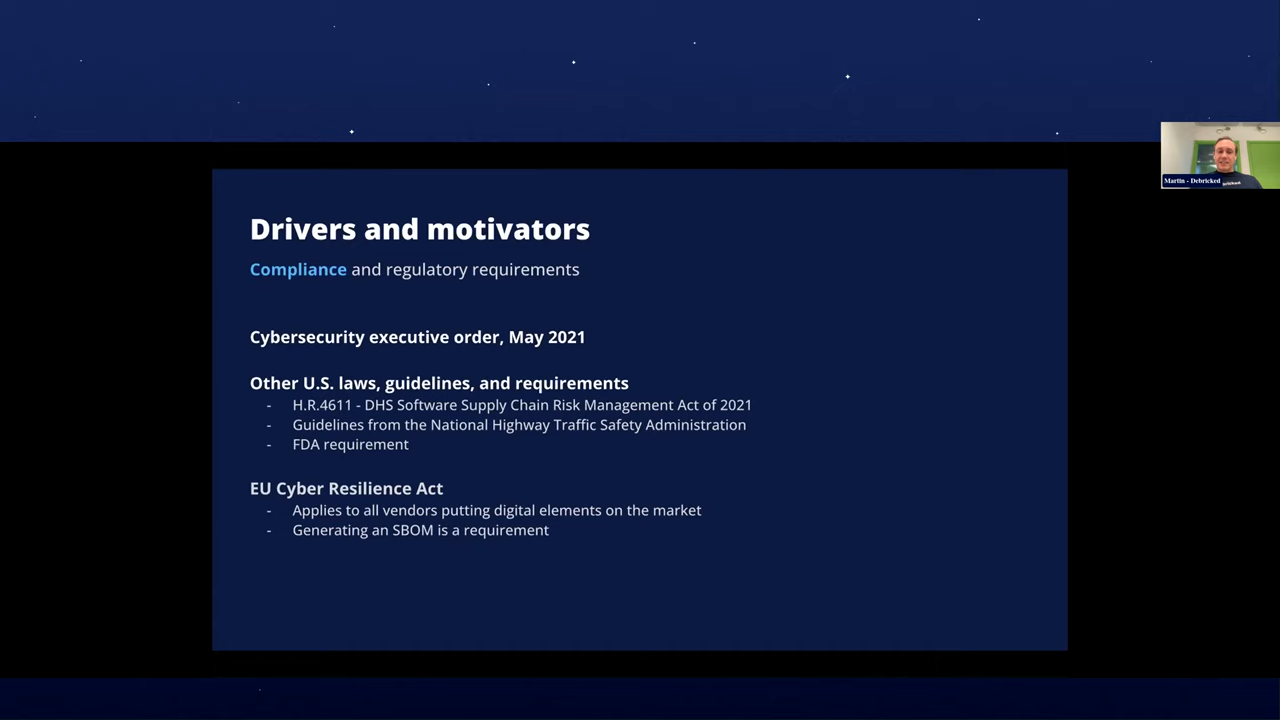 Drivers and motivators
Compliance and regulatory requirements
Cybersecurity executive order, May 2021
Other U.S. laws, guidelines, and requirements
- H.R.4611 - DHS Software Supply Chain Risk Management Act of 2021
- Guidelines from the National Highway Traffic Safety Administration
- FDA requirement
EU Cyber Resilience Act
- Applies to all vendors putting digital elements on the market
- Generating an SBOM is a requirement
Martin - Debricked